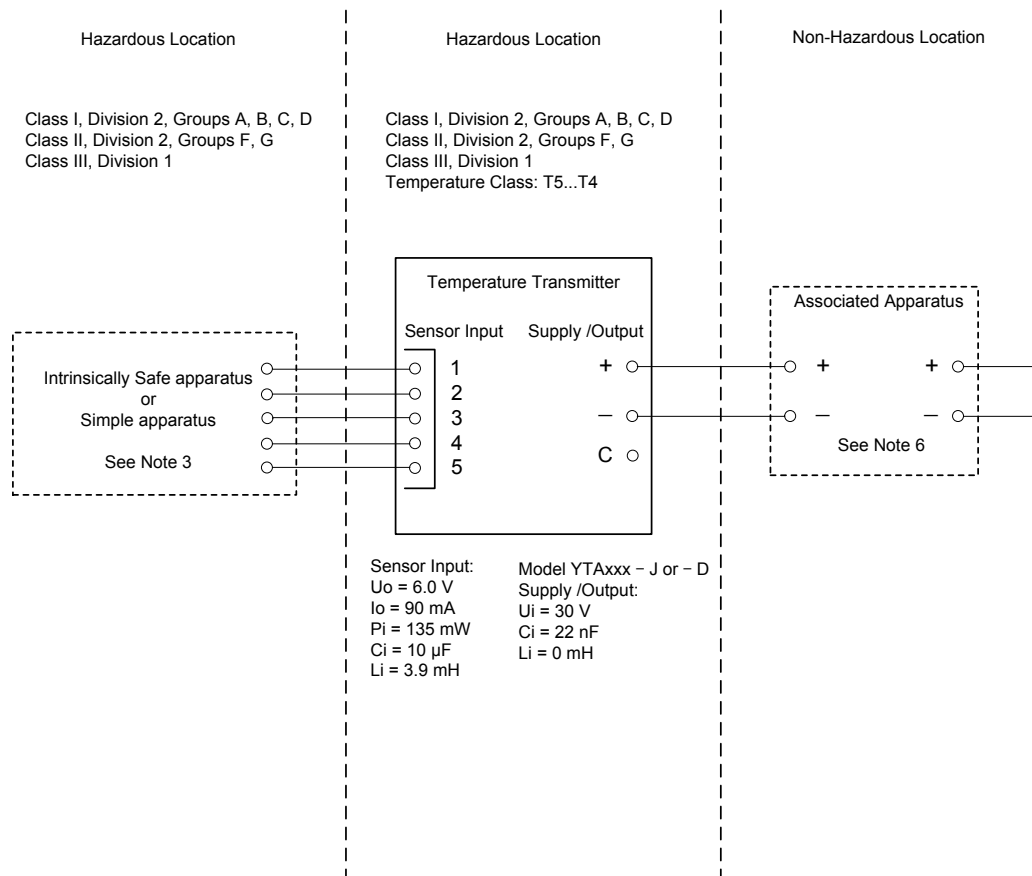 Hazardous Location
Class I, Division 2, Groups A, B, C, D
Class II, Division 2, Groups F, G
Class III, Division 1
Intrinsically Safe apparatus
or
Simple apparatus
See Note 3
Hazardous Location
Class I, Division 2, Groups A, B, C, D
Class II, Division 2, Groups F, G
Class III, Division 1
Temperature Class: T5...T4
Temperature Transmitter
Sensor Input
1
2
3
4
5
Supply /Output
+
–
C
Sensor Input:
Uo = 6.0 V
Io = 90 mA
Pi = 135 mW
Ci = 10 µF
Li = 3.9 mH
Model YTAxxx – J or – D
Supply /Output:
Ui = 30 V
Ci = 22 nF
Li = 0 mH
Non-Hazardous Location
Associated Apparatus
+ +
– –
See Note 6